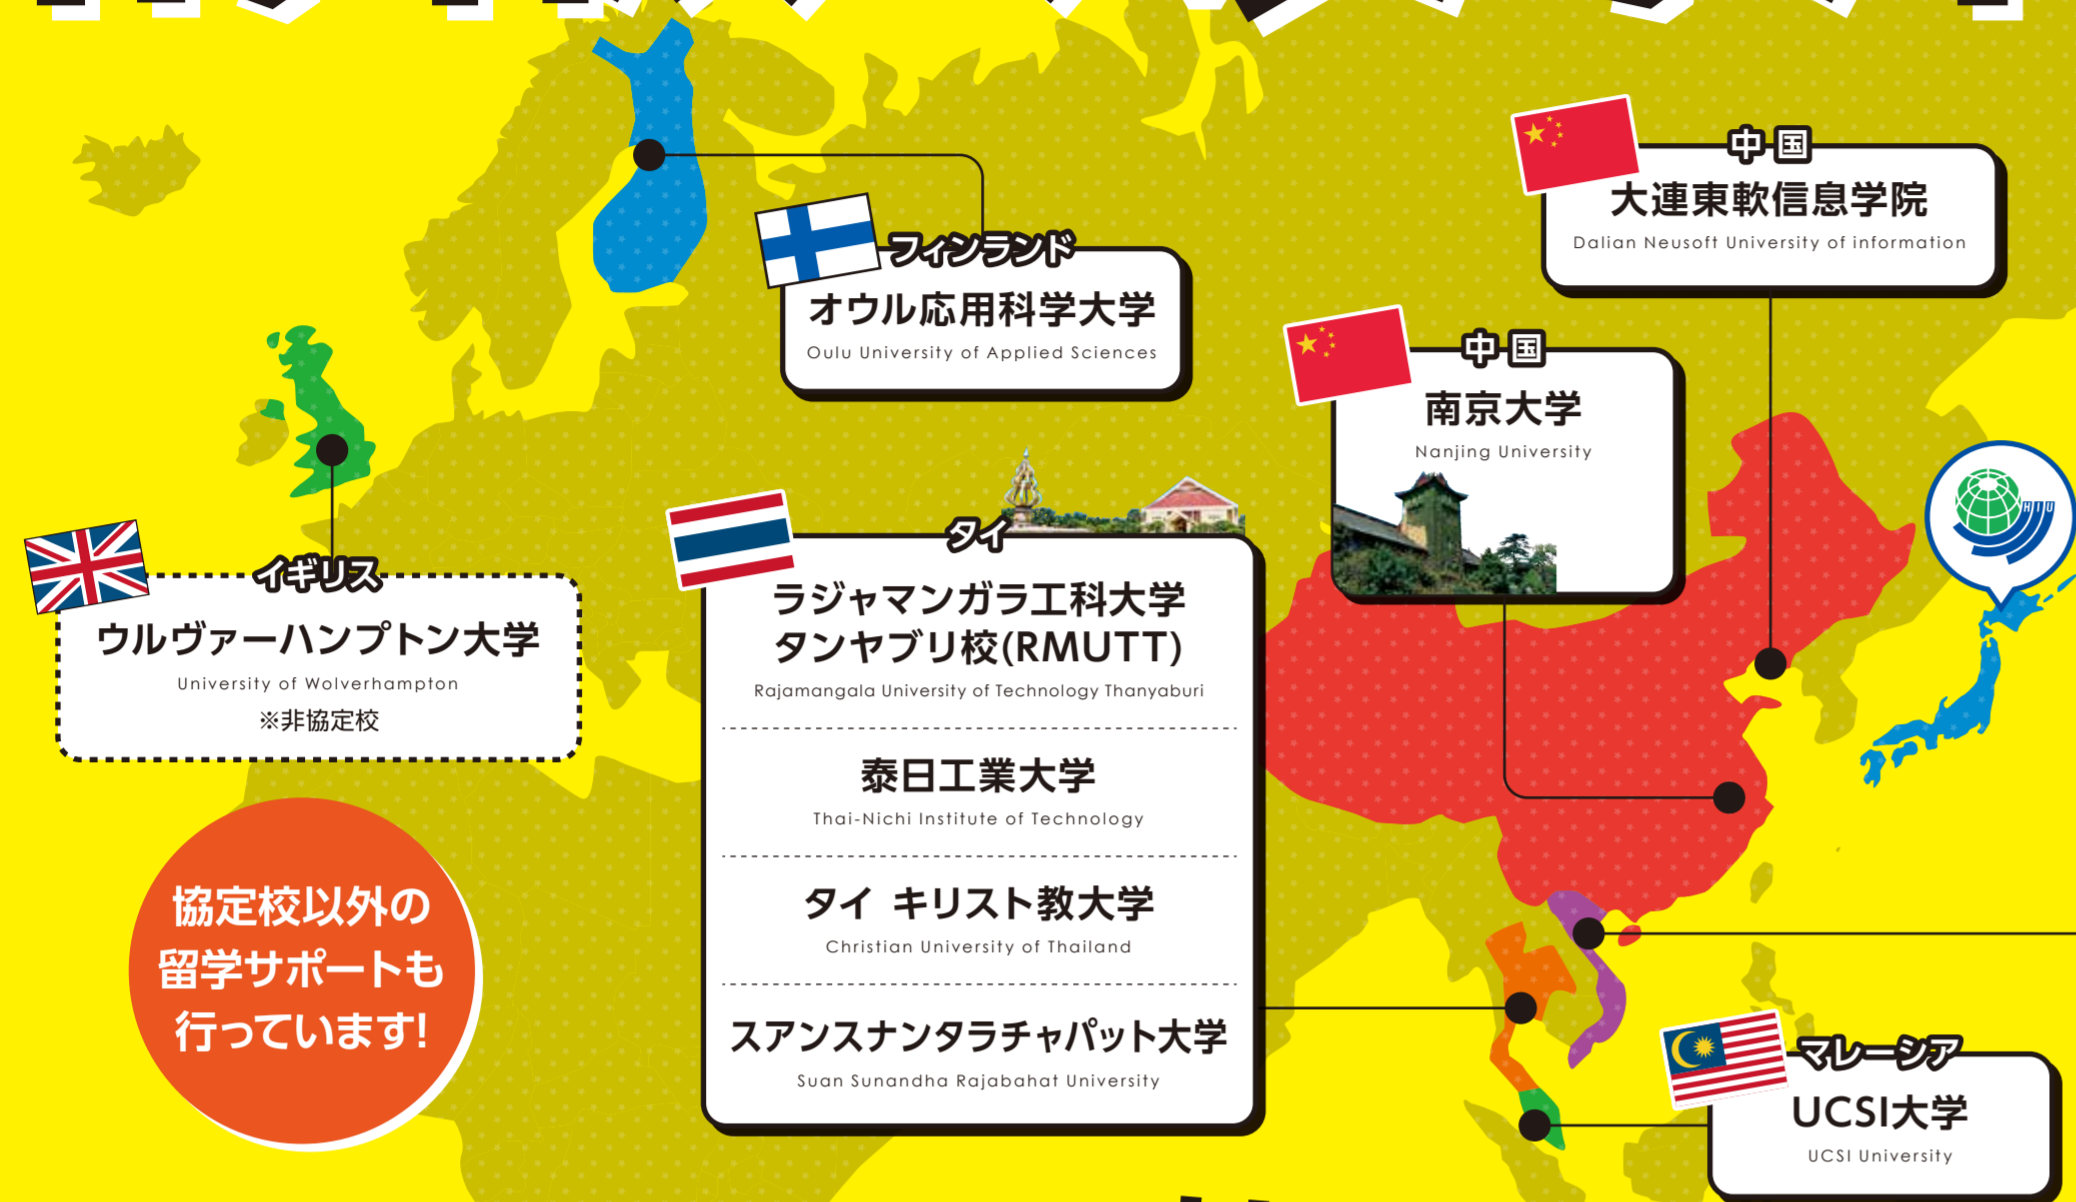 中国
大連東軟信息学院
Dalian Neusoft University of information
フィンランド
オウル応用科学大学
Oulu University of Applied Sciences
中国
南京大学
Nanjing University
HIU
イギリス
ウルヴァーハンプトン大学
University of Wolverhampton
※非協定校
タイ
ラジャマンガラ工科大学
タンヤブリ校(RMUTT)
Rajamangala University of Technology Thanyaburi
泰日工業大学
Thai-Nichi Institute of Technology
タイ キリスト教大学
Christian University of Thailand
スアンスナンタラチャパット大学
Suan Sunandha Rajabahat University
協定校以外の
留学サポートも
行っています!
マレーシア
UCSI大学
UCSI University